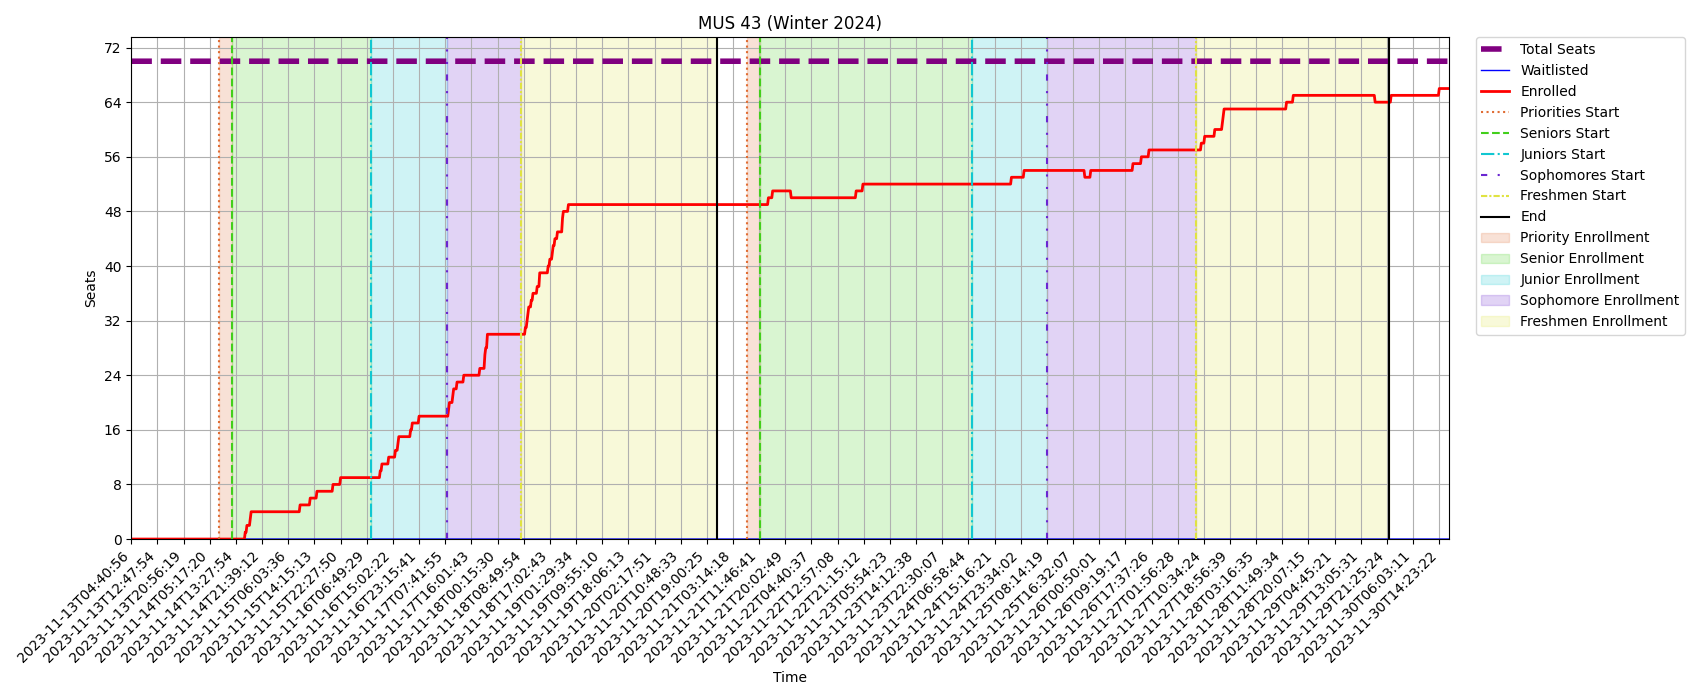 MUS 43 (Winter 2024)
Seats
72
64
56
48
40
32
24
16
8
0
2023-11-13T04:40:56
2023-11-13T12:47:54
2023-11-13T20:56:19
2023-11-14T05:17:20
2023-11-14T13:27:54
2023-11-14T21:39:12
2023-11-15T06:03:36
2023-11-15T14:15:13
2023-11-15T22:27:50
2023-11-16T06:49:29
2023-11-16T15:02:22
2023-11-16T23:15:41
2023-11-17T07:41:55
2023-11-17T16:01:43
2023-11-18T00:15:30
2023-11-18T08:49:54
2023-11-18T17:02:43
2023-11-19T01:29:34
2023-11-19T09:55:10
2023-11-19T18:06:13
2023-11-20T02:17:51
2023-11-20T10:48:33
2023-11-20T19:00:25
2023-11-21T03:14:18
2023-11-21T11:46:41
2023-11-21T20:02:49
2023-11-22T04:40:37
2023-11-22T12:57:08
2023-11-22T21:15:12
2023-11-23T05:54:23
2023-11-23T14:12:38
2023-11-23T22:30:07
2023-11-24T06:58:44
2023-11-24T15:16:21
2023-11-24T23:34:02
2023-11-25T08:14:19
2023-11-25T16:32:07
2023-11-26T00:50:01
2023-11-26T09:19:17
2023-11-26T17:37:26
2023-11-27T01:56:28
2023-11-27T10:34:24
2023-11-27T18:56:39
2023-11-28T03:16:35
2023-11-28T11:49:34
2023-11-28T20:07:15
2023-11-29T04:45:21
2023-11-29T13:05:31
2023-11-29T21:25:24
2023-11-30T06:03:11
2023-11-30T14:23:22
Time
Total Seats
Waitlisted
Enrolled
Priorities Start
Seniors Start
Juniors Start
Sophomores Start
Freshmen Start
End
Priority Enrollment
Senior Enrollment
Junior Enrollment
Sophomore Enrollment
Freshmen Enrollment